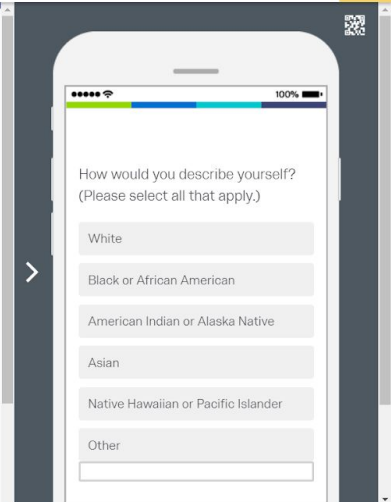 100%
How would you describe yourself?
(Please select all that apply.)
White
Black or African American
American Indian or Alaska Native
Asian
Native Hawaiian or Pacific Islander
Other